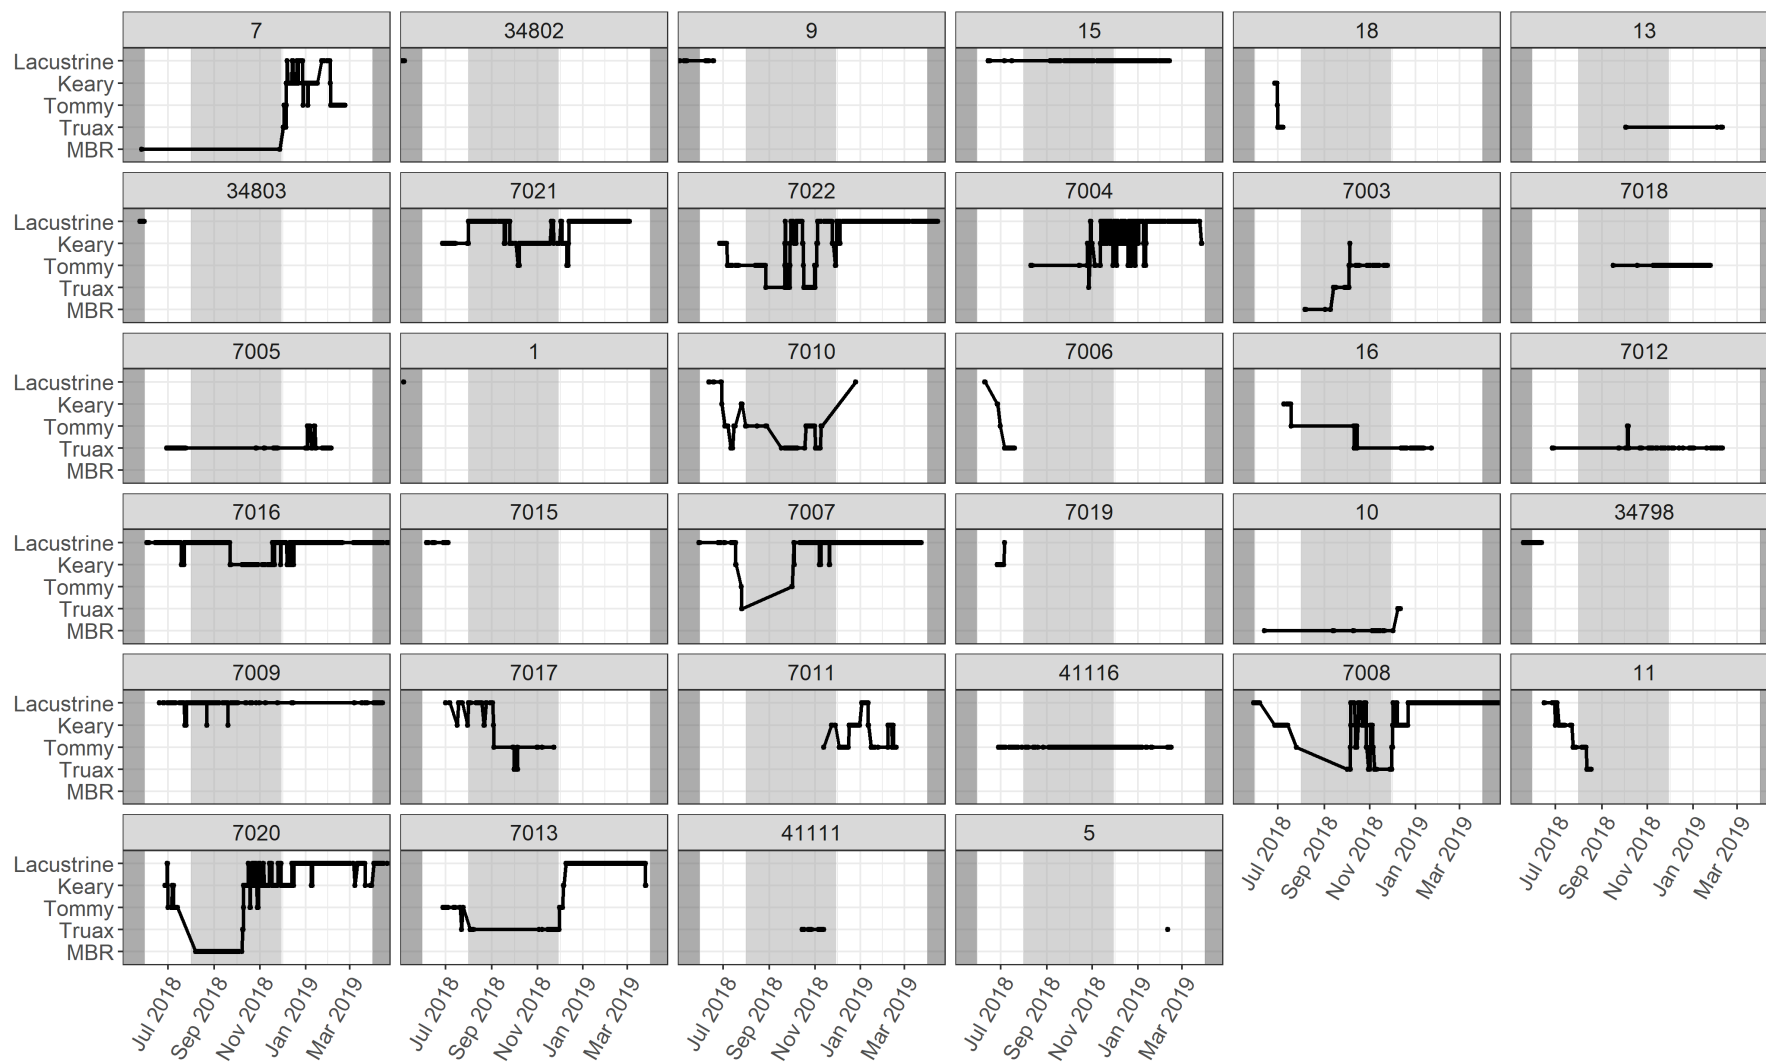 7 34802 9 15 18 13
Lacustrine
Keary
Tommy
Truax
MBR
34803 7021 7022 7004 7003 7018
Lacustrine
Keary
Tommy
Truax
MBR
7005 1 7010 7006 16 7012
Lacustrine
Keary
Tommy
Truax
MBR
7016 7015 7007 7019 10 34798
Lacustrine
Keary
Tommy
Truax
MBR
7009 7017 7011 41116 7008 11
Lacustrine
Keary
Tommy
Truax
MBR
Jul 2018 Sep 2018 Nov 2018 Jan 2019 Mar 2019 Jul 2018 Sep 2018 Nov 2018 Jan 2019 Mar 2019
7020 7013 41111 5
Lacustrine
Keary
Tommy
Truax
MBR
Jul 2018 Sep 2018 Nov 2018 Jan 2019 Mar 2019 Jul 2018 Sep 2018 Nov 2018 Jan 2019 Mar 2019 Jul 2018 Sep 2018 Nov 2018 Jan 2019 Mar 2019 Jul 2018 Sep 2018 Nov 2018 Jan 2019 Mar 2019